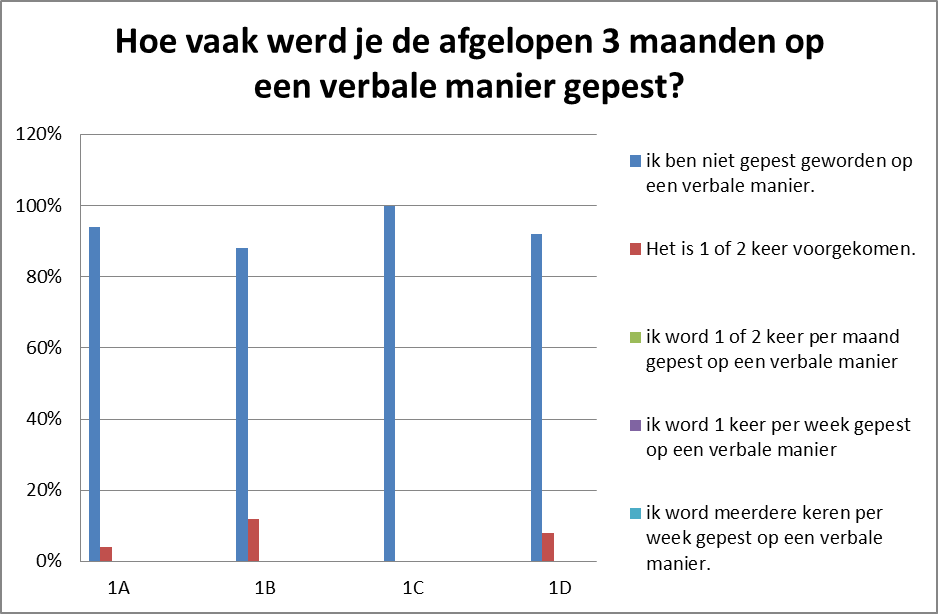 Hoe vaak werd je de afgelopen 3 maanden op
een verbale manier gepest?
120%
100%
80%
60%
40%
20%
0%
1A
1B
1C
1D
ik ben niet gepest geworden op
een verbale manier.
Het is 1 of 2 keer voorgekomen.
ik word 1 of 2 keer per maand
gepest op een verbale manier
ik word 1 keer per week gepest
op een verbale manier
ik word meerdere keren per
week gepest op een verbale
manier.